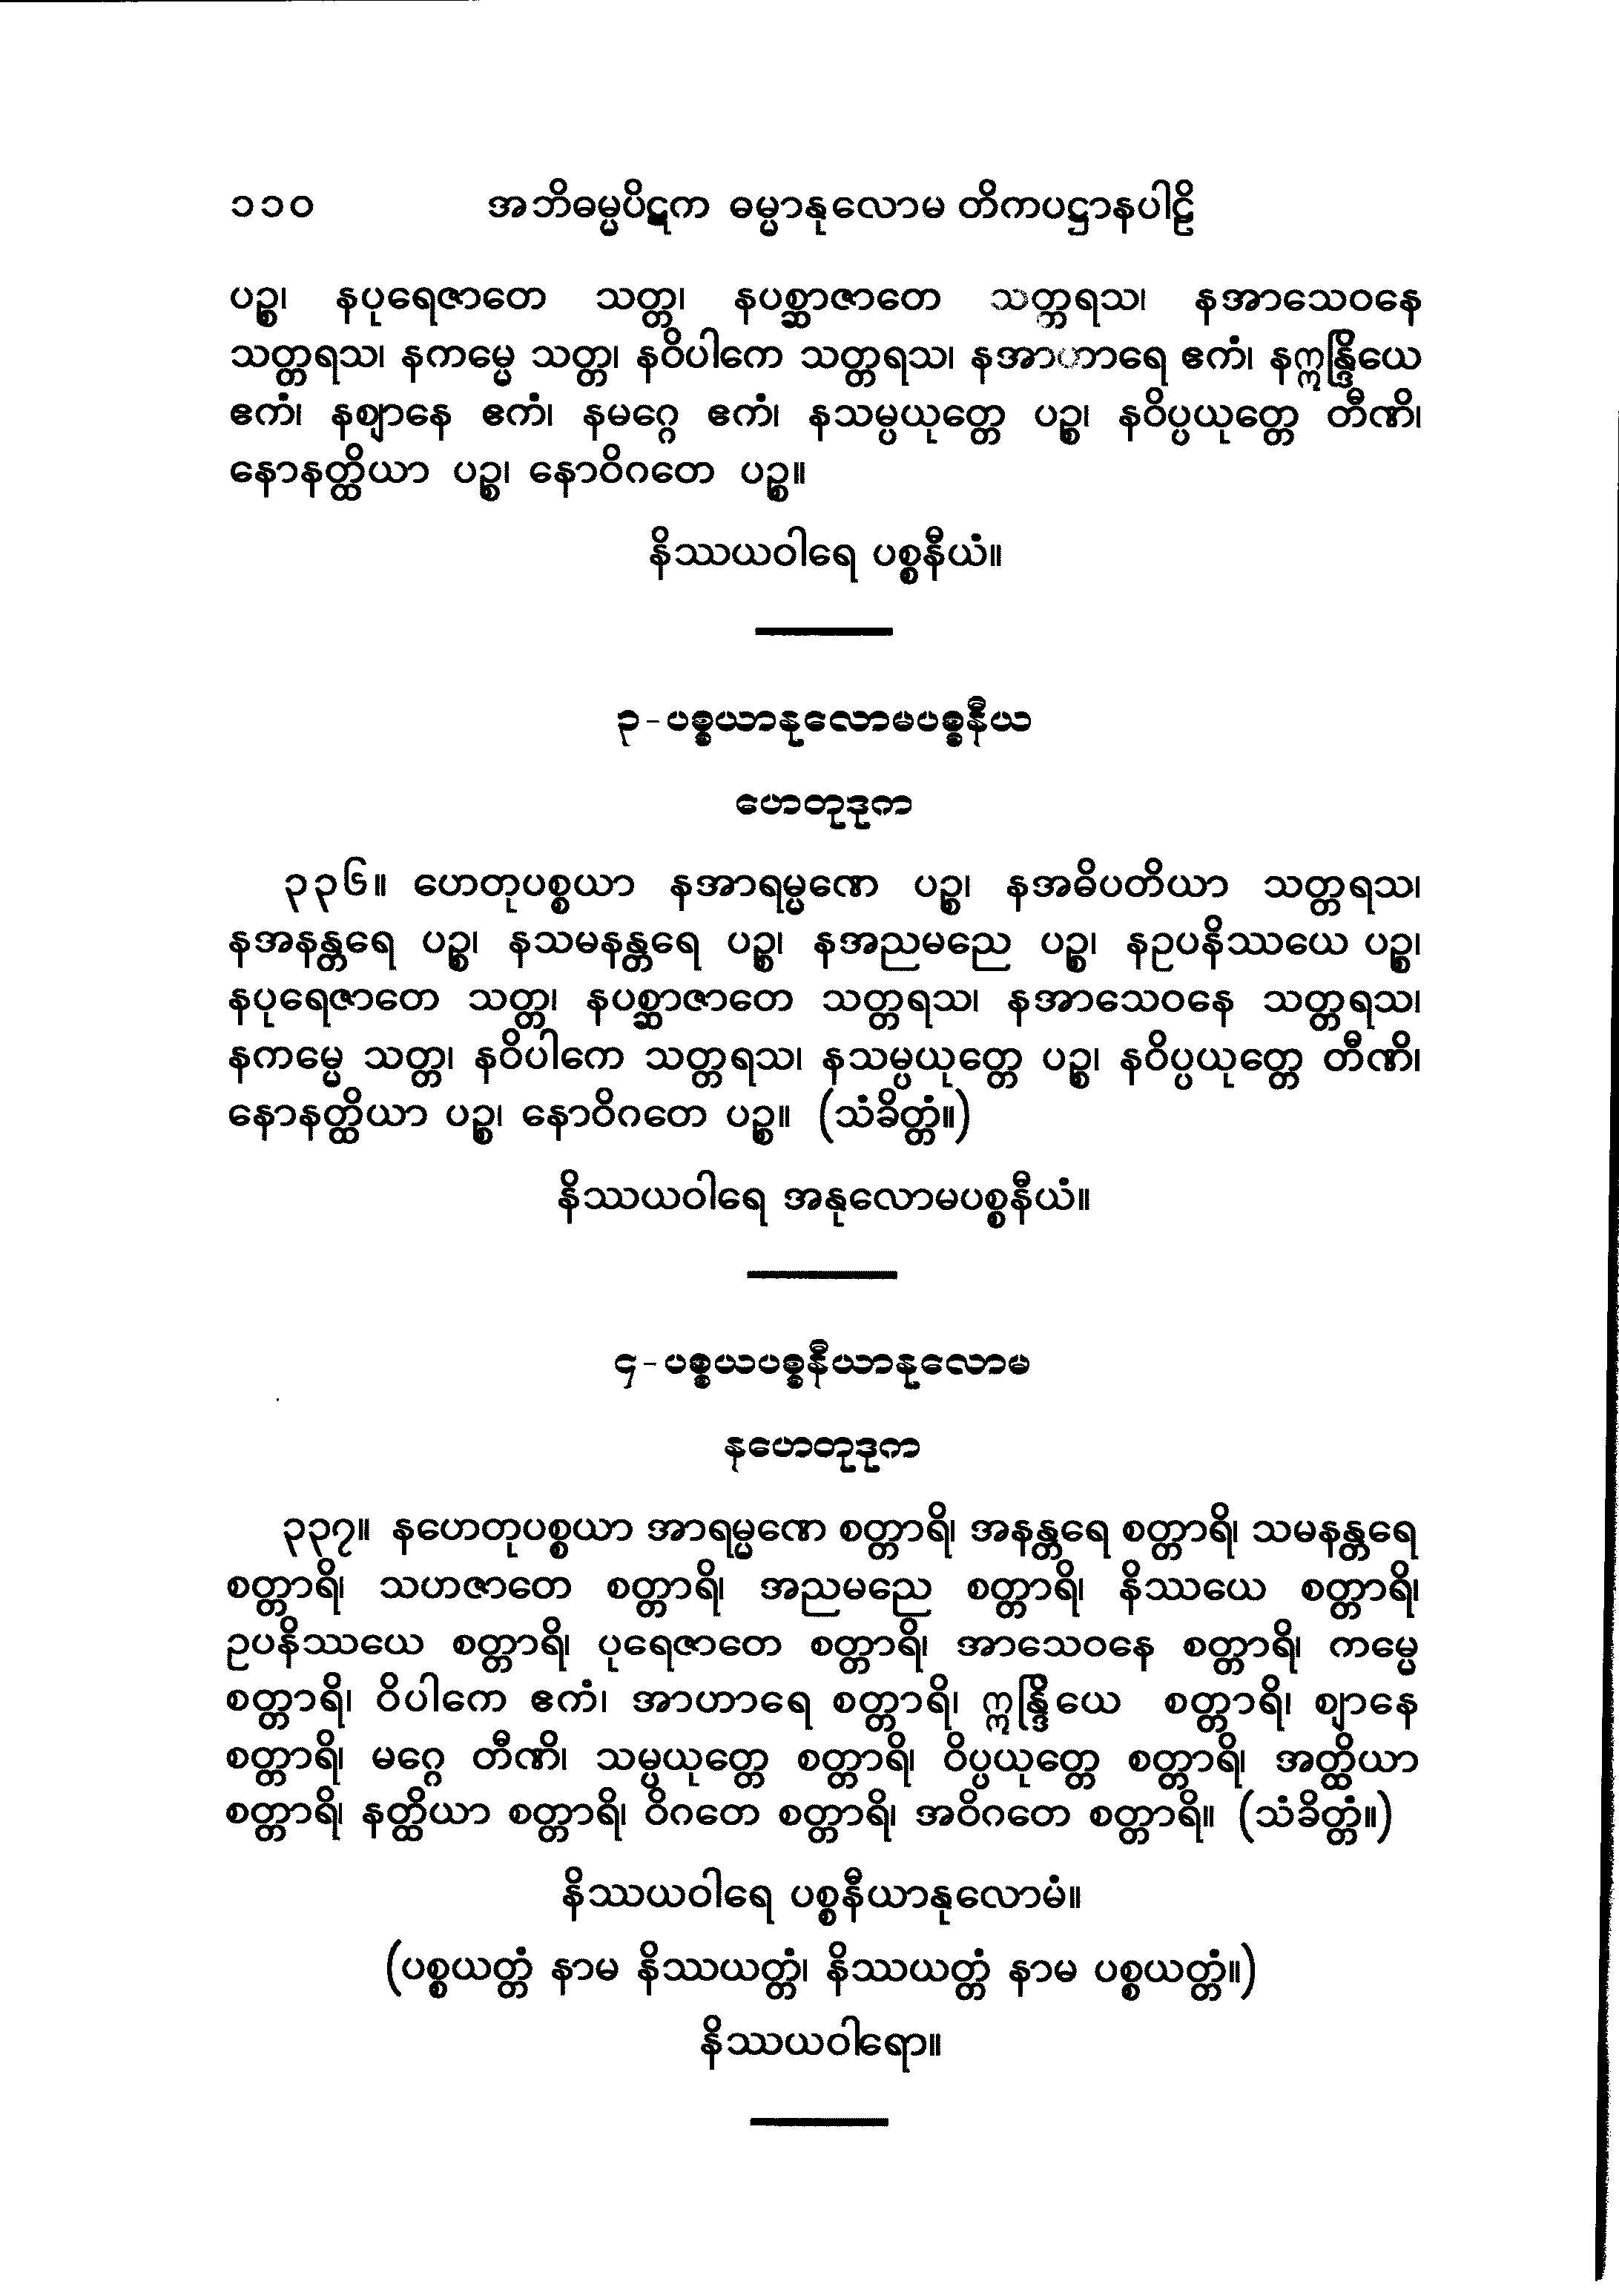 ၁၁၀ အဘိဓမ္မပိဋက ဓမ္မာနုလောမ တိကပဋ္ဌာနပါဠိ
ပဉ္စ၊ နပုရေဇာတေ သတ္တ၊ နပစ္ဆာဇာတေ သတ္တရသ၊ နအာသေဝနေ
သတ္တရသ၊ နကမ္မေ သတ္တ၊ နဝိပါကေ သတ္တရသ၊ နအာဟာရေ ဧကံ၊ နဣန္ဒြိယေ
ဧကံ၊ နဈာနေ ဧကံ၊ နမဂ္ဂေ ဧကံ၊ နသမ္ပယုတ္တေ ပဉ္စ၊ နဝိပ္ပယုတ္တေ တီဏိ၊
နောနတ္ထိယာ ပဉ္စ၊ နောဝိဂတေ ပဉ္စ။
နိဿယဝါရေ ပစ္စနီယံ။
၃-ပစ္စယာနုလောမပစ္စနီယ
ဟေတုဒုက
၃၃၆။ ဟေတုပစ္စယာ နအာရမ္မဏေ ပဉ္စ၊ နအဓိပတိယာ သတ္တရသ၊
နအနန္တရေ ပဉ္စ၊ နသမနန္တရေ ပဉ္စ၊ နအညမညေ ပဉ္စ၊ နဥပနိဿယေ ပဉ္စ၊
နပုရေဇာတေ သတ္တ၊ နပစ္ဆာဇာတေ သတ္တရသ၊ နအာသေဝနေ သတ္တရသ၊
နကမ္မေ သတ္တ၊ နဝိပါကေ သတ္တရသ၊ နသမ္ပယုတ္တေ ပဉ္စ၊ နဝိပ္ပယုတ္တေ တီဏိ၊
နောနတ္ထိယာ ပဉ္စ၊ နောဝိဂတေ ပဉ္စ။ (သံခိတ္တံ။)
နိဿယဝါရေ အနုလောမပစ္စနီယံ။
၄-ပစ္စယပစ္စနီယာနုလောမ
နဟေတုဒုက
၃၃၇။ နဟေတုပစ္စယာ အာရမ္မဏေ စတ္တာရိ၊ အနန္တရေ စတ္တာရိ၊ သမနန္တရေ
စတ္တာရိ၊ သဟဇာတေ စတ္တာရိ၊ အညမညေ စတ္တာရိ၊ နိဿယေ စတ္တာရိ၊
ဥပနိဿယေ စတ္တာရိ၊ ပုရေဇာတေ စတ္တာရိ၊ အာသေဝနေ စတ္တာရိ၊ ကမ္မေ
စတ္တာရိ၊ ဝိပါကေ ဧကံ၊ အာဟာရေ စတ္တာရိ၊ ဣန္ဒြိယေ စတ္တာရိ၊ ဈာနေ
စတ္တာရိ၊ မဂ္ဂေ တီဏိ၊ သမ္ပယုတ္တေ စတ္တာရိ၊ ဝိပ္ပယုတ္တေ စတ္တာရိ၊ အတ္ထိယာ
စတ္တာရိ၊ နတ္ထိယာ စတ္တာရိ၊ ဝိဂတေ စတ္တာရိ၊ အဝိဂတေ စတ္တာရိ။ (သံခိတ္တံ။)
နိဿယဝါရေ ပစ္စနီယာနုလောမံ။
(ပစ္စယတ္တံ နာမ နိဿယတ္တံ၊ နိဿယတ္တံ နာမ ပစ္စယတ္တံ။)
နိဿယဝါရော။